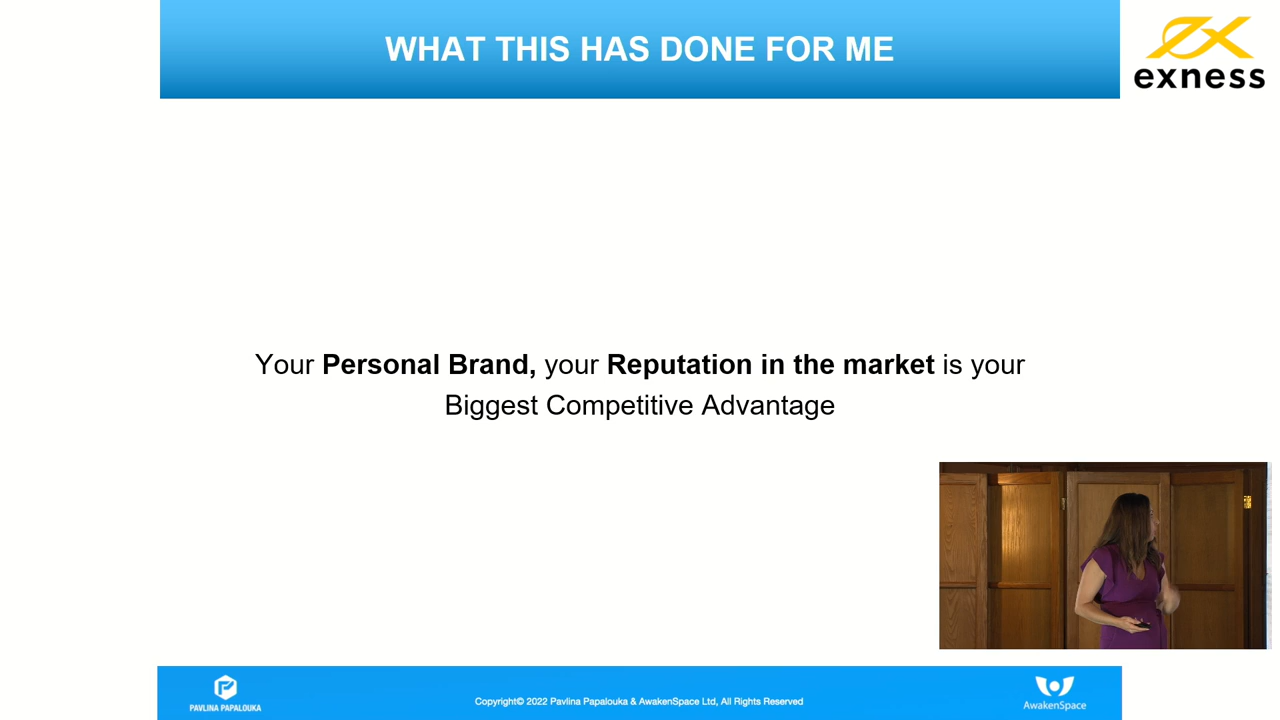 WHAT THIS HAS DONE FOR ME
exness
Your Personal Brand, your Reputation in the market is your
Biggest Competitive Advantage
PAVLINA PAPALOUKA
Copyright© 2022 Pavlina Papalouka & AwakenSpace Ltd, All Rights Reserved
AwakenSpace